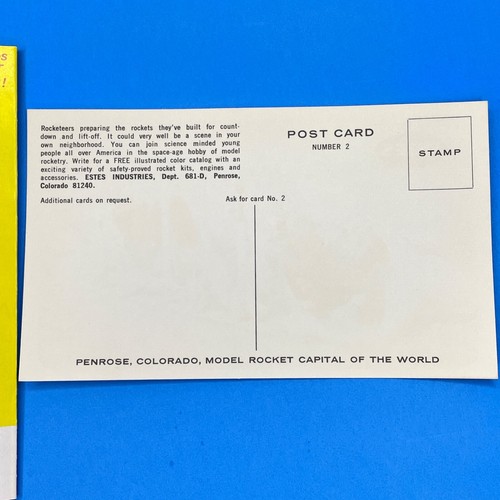 Rocketeers preparing the rockets they've built for count-
down and lift-off. It could very well be a scene in your
own neighborhood. You can join science minded young
people all over America in the space-age hobby of model
rocketry. Write for a FREE illustrated color catalog with an
exciting variety of safety-proved rocket kits, engines and
accessories. ESTES INDUSTRIES, Dept. 681-D, Penrose,
Colorado 81240.
Additional cards on request.
Ask for card No. 2
POST CARD
NUMBER 2
STAMP
PENROSE, COLORADO, MODEL ROCKET CAPITAL OF THE WORLD